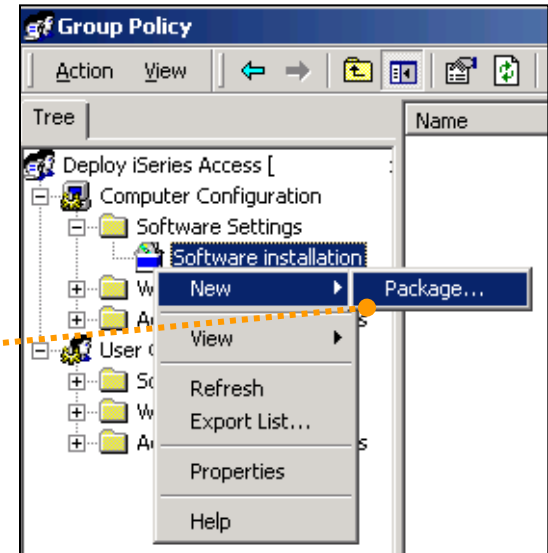 Group Policy
Action View
Tree
Name
Deploy iSeries Access [
Computer Configuration
Software Settings
Software installation
New
Package...
View
User
Refresh
Export List...
Properties
Help